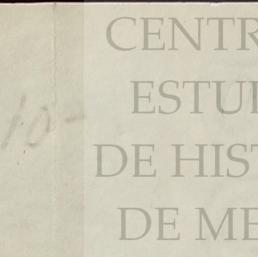 CENTR
ESTU
DE HIST
DE ME
10-